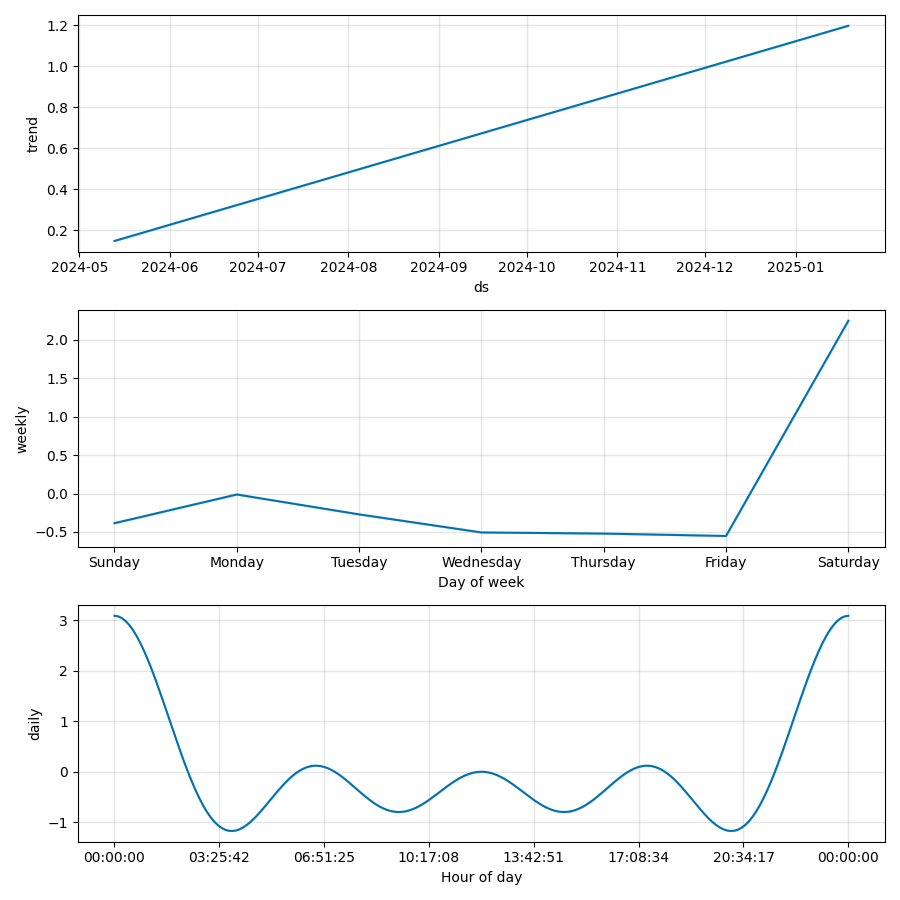 1.2
1.0
0.8
0.6
0.4
0.2
trend
2024-05 2024-06 2024-07 2024-08 2024-09 2024-10 2024-11 2024-12 2025-01
ds
2.0
1.5
1.0
0.5
0.0
−0.5
weekly
Sunday Monday Tuesday Wednesday Thursday Friday Saturday
Day of week
3
2
1
0
−1
daily
00:00:00 03:25:42 06:51:25 10:17:08 13:42:51 17:08:34 20:34:17 00:00:00
Hour of day